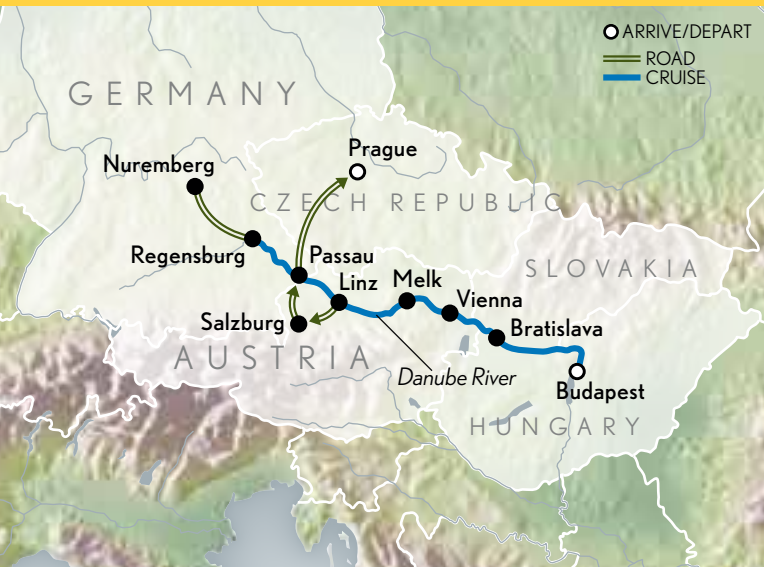 ARRIVE/DEPART
ROAD
CRUISE
GERMANY
Prague
Nuremberg
CZECH REPUBLIC
Regensburg
Passau
SLOVAKIA
Linz
Melk
Vienna
Salzburg
Bratislava
AUSTRIA
Danube River
Budapest
HUNGARY